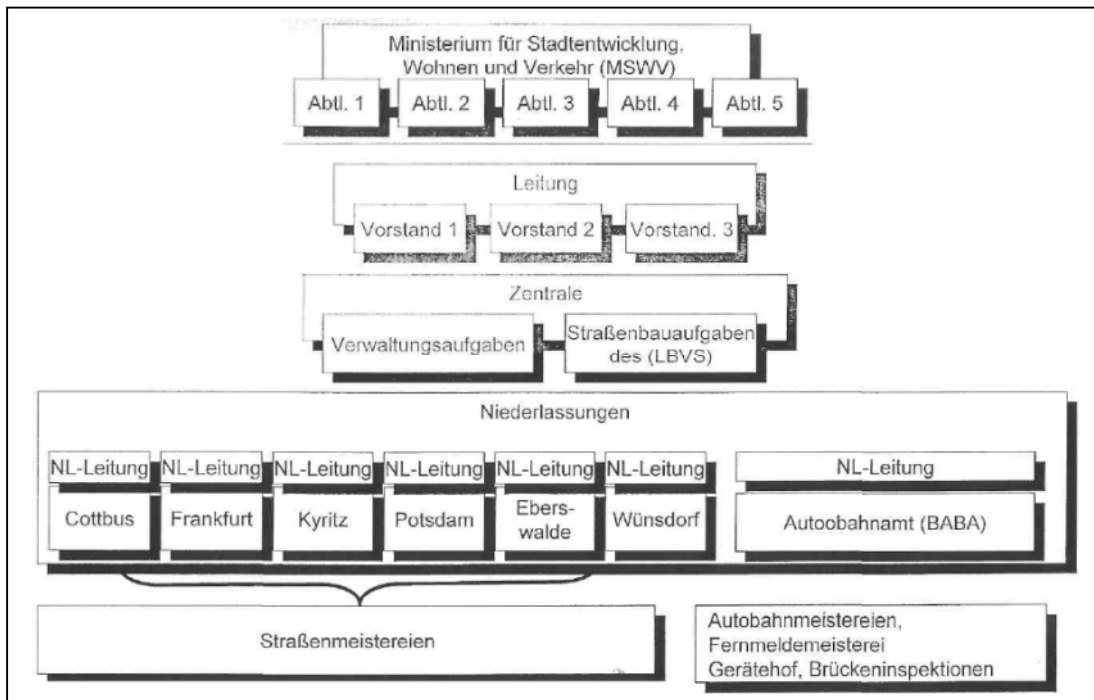 Ministerium für Stadtentwicklung,
Wohnen und Verkehr (MSWV)
Abtl. 1
Abtl. 2
Abtl. 3
Abtl. 4
Abtl. 5
Leitung
Vorstand 1
Vorstand 2
Vorstand. 3
Zentrale
Verwaltungsaufgaben
Straßenbauaufgaben
des (LBVS)
Niederlassungen
NL-Leitung
NL-Leitung
NL-Leitung
NL-Leitung
NL-Leitung
NL-Leitung
NL-Leitung
Cottbus
Frankfurt
Kyritz
Potsdam
Ebers-
walde
Wünsdorf
Autoobahnamt (BABA)
Straßenmeistereien
Autobahnmeistereien,
Fernmeldemeisterei
Gerätehof, Brückeninspektionen